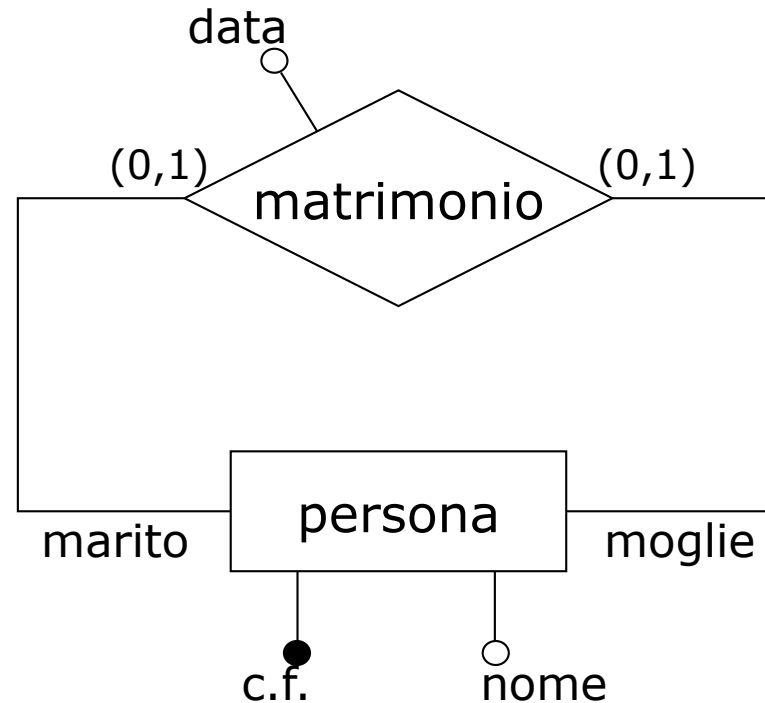 data
(0,1)
(0,1)
matrimonio
persona
marito
moglie
c.f.
nome